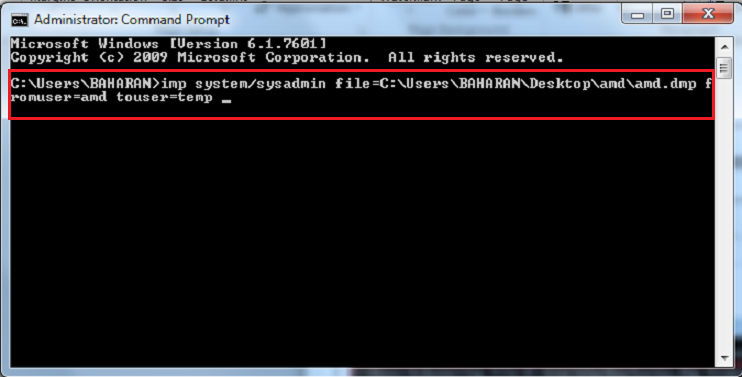 Administrator: Command Prompt
Microsoft Windows [Version 6.1.7601]
Copyright (c) 2009 Microsoft Corporation.  All rights reserved.
C:\Users\BAHARAN>imp system/sysadmin file=C:\Users\BAHARAN\Desktop\amd\amd.dmp f
romuser=amd touser=temp _